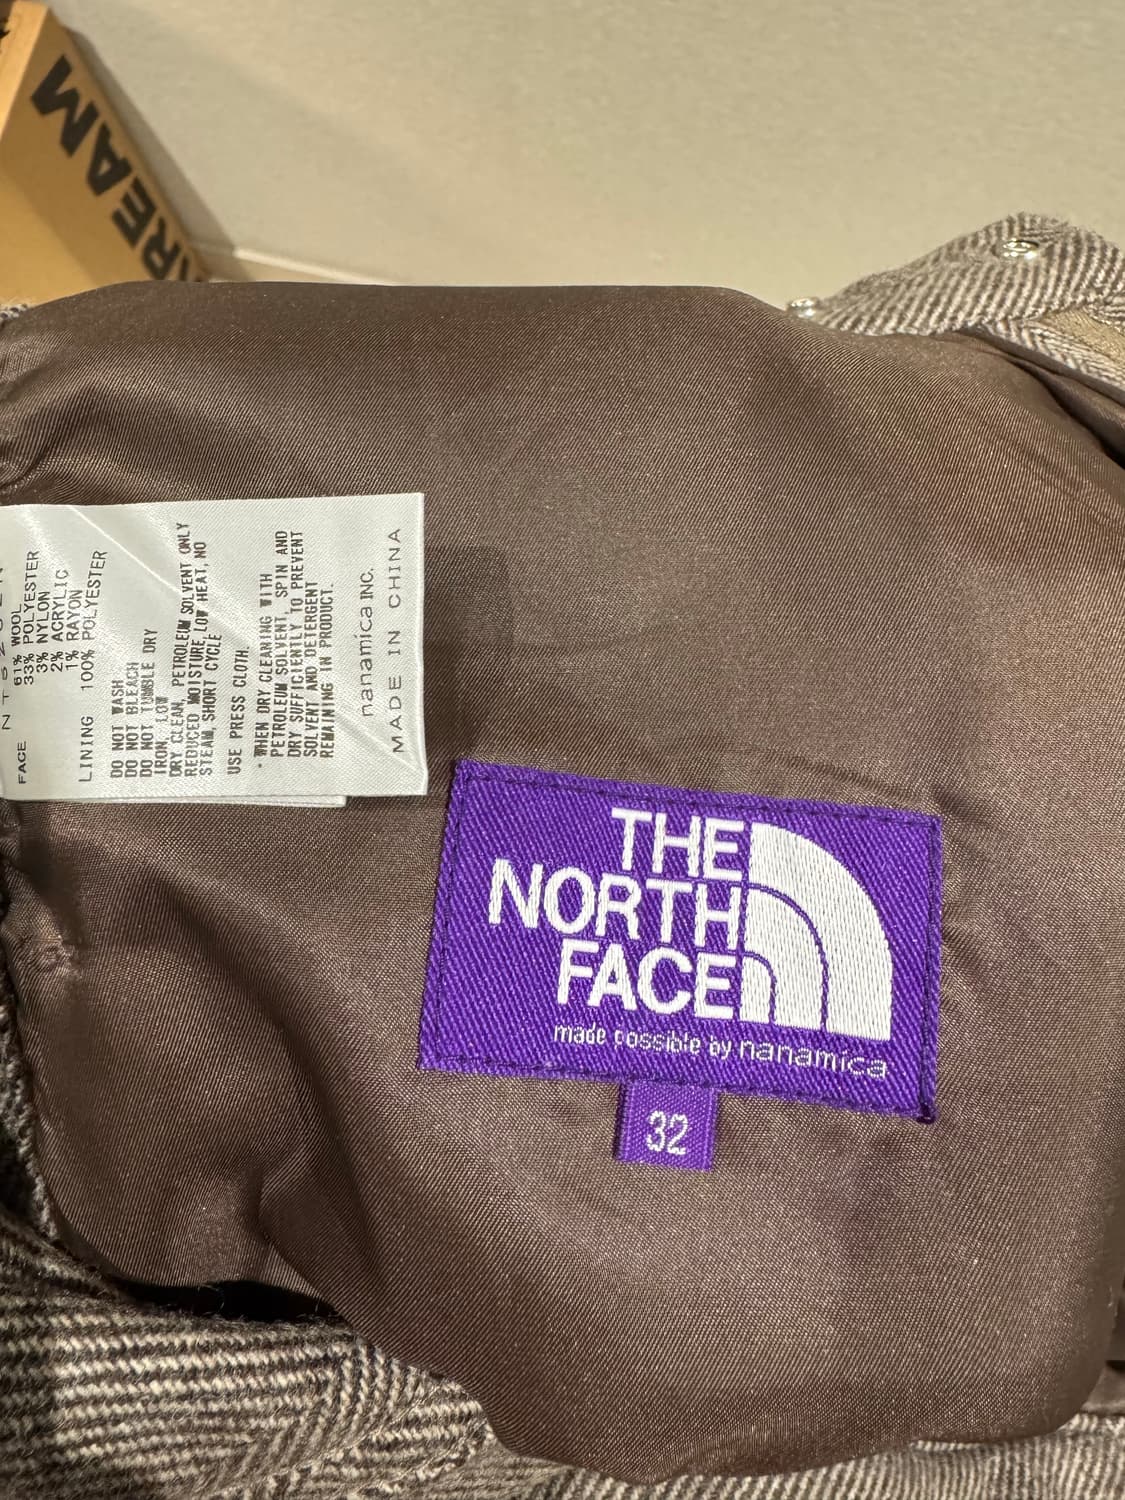 FACE
61% WOOL
33% POLYESTER
3% NYLON
2% ACRYLIC
1% RAYON
LINING 100% POLYESTER
DO NOT WASH
DO NOT BLEACH
DO NOT TUMBLE DRY
IRON, LOW
DRY CLEAN, PETROLEUM SOLVENT ONLY
REDUCED MOISTURE, LOW HEAT, NO
STEAM, SHORT CYCLE
USE PRESS CLOTH.
・WHEN DRY CLEANING WITH
PETROLEUM SOLVENT, SPIN AND
DRY SUFFICIENTLY TO PREVENT
SOLVENT AND DETERGENT
REMAINING IN PRODUCT.
nanamica INC.
MADE IN CHINA
THE
NORTH
FACE
made possible by nanamica
32